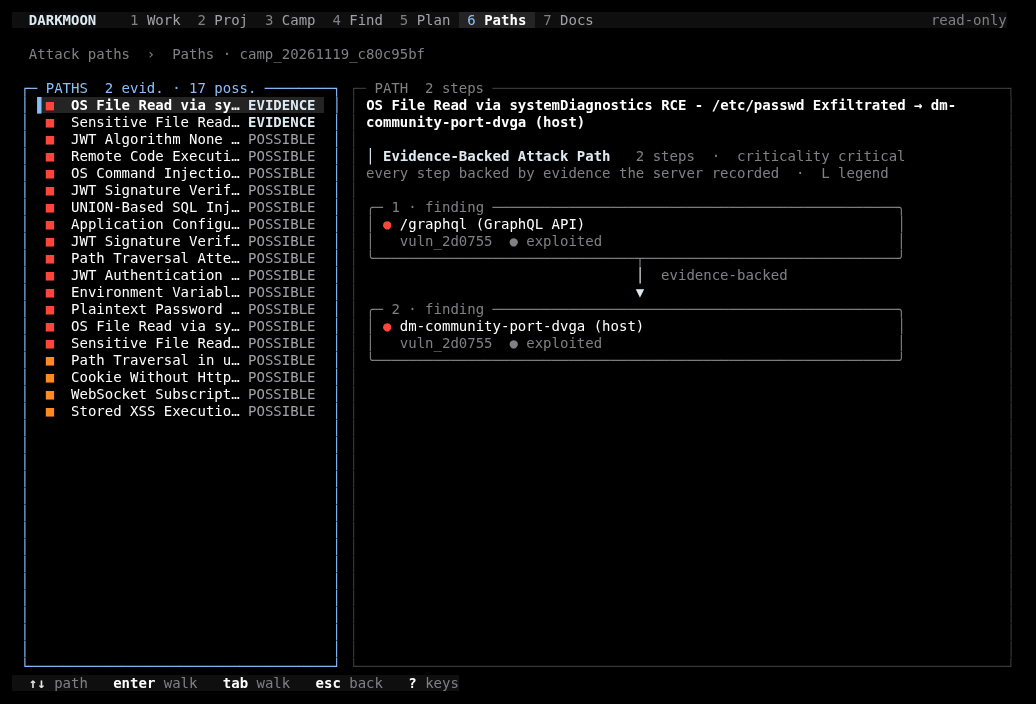 DARKMOON 1 Work 2 Proj 3 Camp 4 Find 5 Plan 6 Paths 7 Docs read-only
Attack paths › Paths · camp_20261119_c80c95bf
PATHS 2 evid. · 17 poss.
OS File Read via sy… EVIDENCE
Sensitive File Read… EVIDENCE
JWT Algorithm None … POSSIBLE
Remote Code Executi… POSSIBLE
OS Command Injectio… POSSIBLE
JWT Signature Verif… POSSIBLE
UNION-Based SQL Inj… POSSIBLE
Application Configu… POSSIBLE
JWT Signature Verif… POSSIBLE
Path Traversal Atte… POSSIBLE
JWT Authentication … POSSIBLE
Environment Variabl… POSSIBLE
Plaintext Password … POSSIBLE
OS File Read via sy… POSSIBLE
Sensitive File Read… POSSIBLE
Path Traversal in u… POSSIBLE
Cookie Without Http… POSSIBLE
WebSocket Subscript… POSSIBLE
Stored XSS Executio… POSSIBLE
PATH 2 steps
OS File Read via systemDiagnostics RCE - /etc/passwd Exfiltrated → dm-
community-port-dvga (host)
Evidence-Backed Attack Path 2 steps · criticality critical
every step backed by evidence the server recorded · L legend
1 · finding
● /graphql (GraphQL API)
vuln_2d0755 ● exploited
evidence-backed
▼
2 · finding
● dm-community-port-dvga (host)
vuln_2d0755 ● exploited
↑↓ path enter walk tab walk esc back ? keys